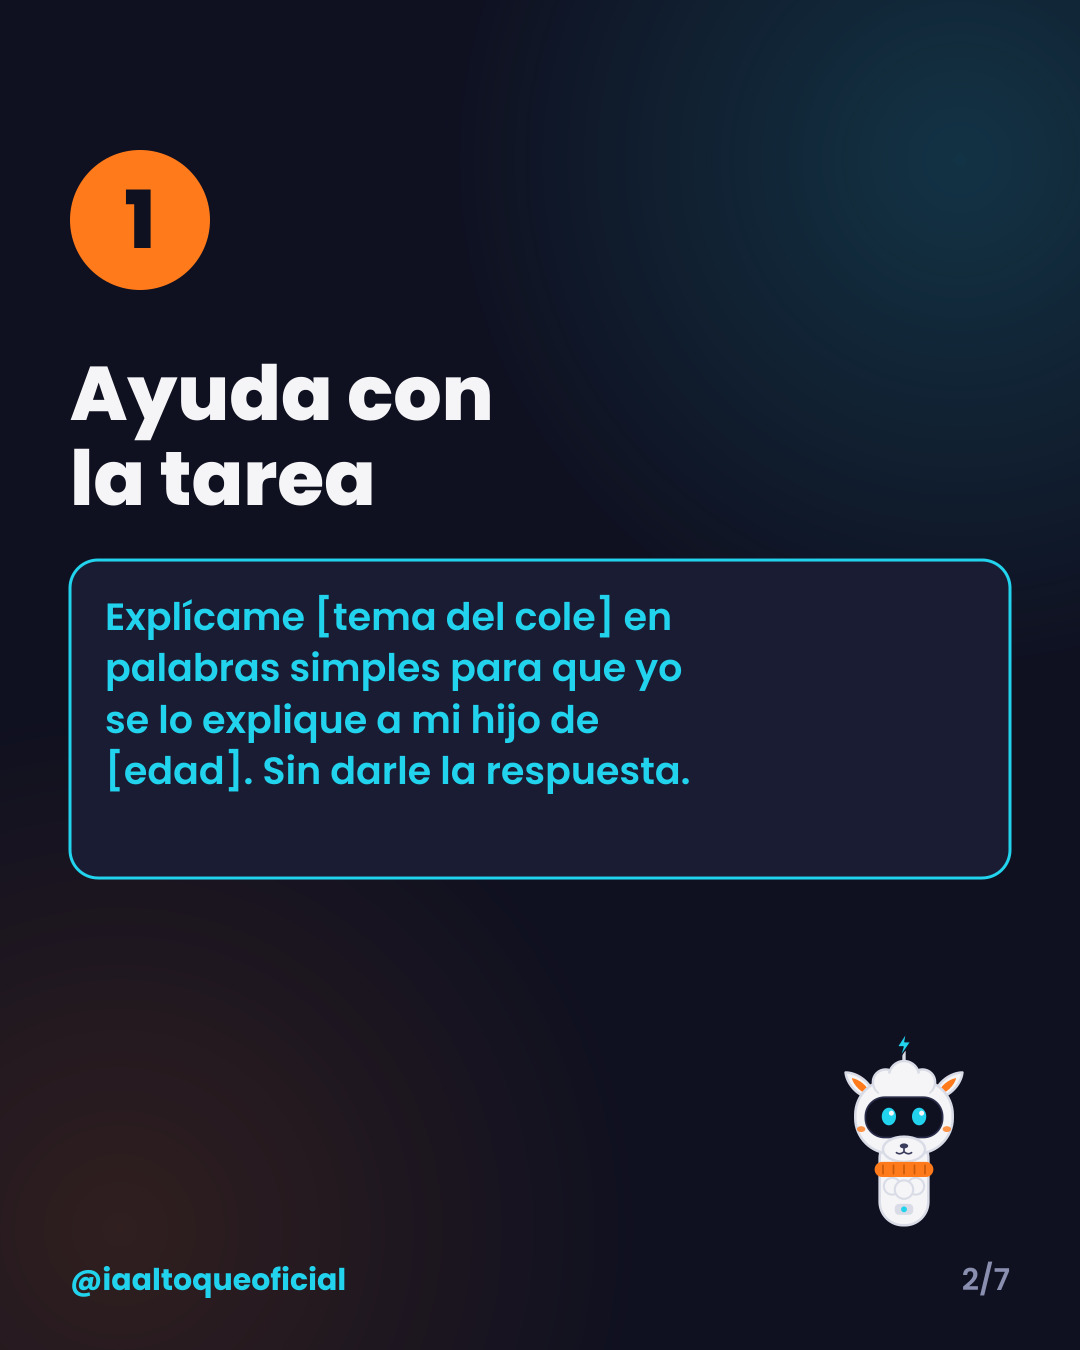 1
Ayuda con
la tarea
Explícame [tema del cole] en
palabras simples para que yo
se lo explique a mi hijo de
[edad]. Sin darle la respuesta.
@iaaltoqueoficial
2/7